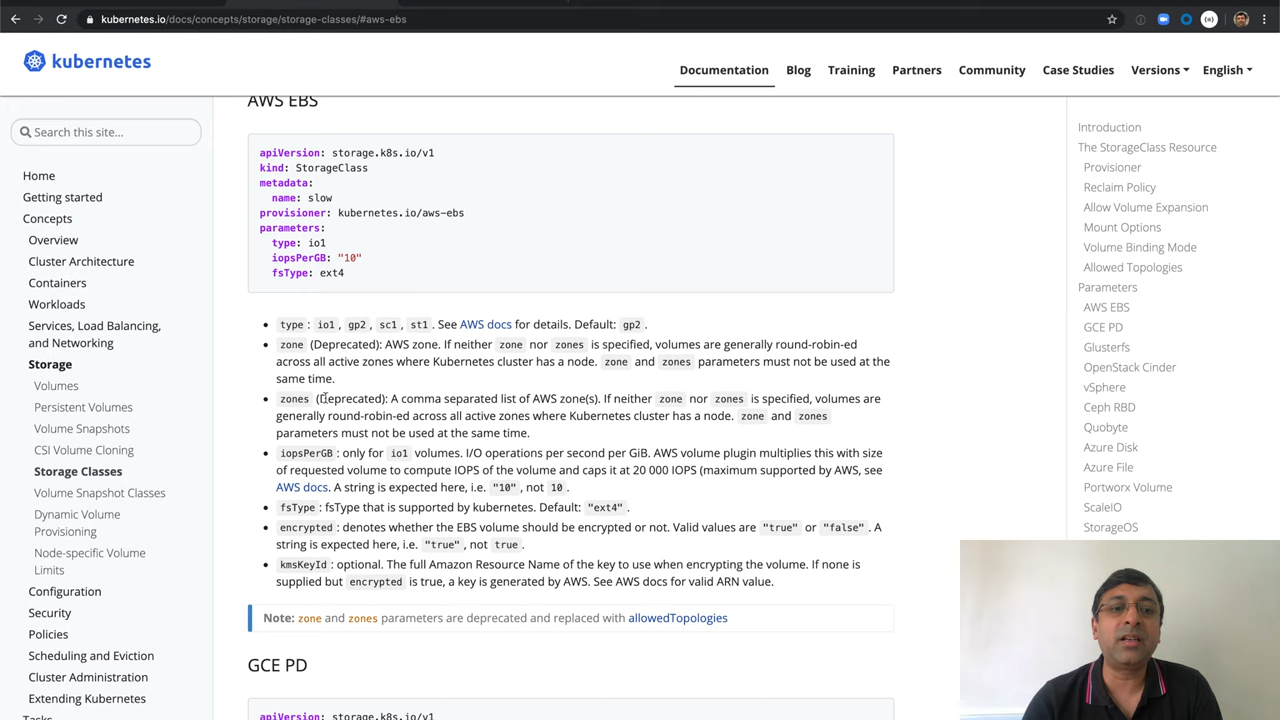 kubernetes.io/docs/concepts/storage/storage-classes/#aws-ebs
kubernetes
Documentation
Blog
Training
Partners
Community
Case Studies
Versions
English
Search this site...
Home
Getting started
Concepts
Overview
Cluster Architecture
Containers
Workloads
Services, Load Balancing,
and Networking
Storage
Volumes
Persistent Volumes
Volume Snapshots
CSI Volume Cloning
Storage Classes
Volume Snapshot Classes
Dynamic Volume
Provisioning
Node-specific Volume
Limits
Configuration
Security
Policies
Scheduling and Eviction
Cluster Administration
Extending Kubernetes
Tasks
AWS EBS
apiVersion: storage.k8s.io/v1
kind: StorageClass
metadata:
name: slow
provisioner: kubernetes.io/aws-ebs
parameters:
type: io1
iopsPerGB: "10"
fsType: ext4
type : io1 , gp2 , sc1 , st1 . See AWS docs for details. Default: gp2 .
zone (Deprecated): AWS zone. If neither zone nor zones is specified, volumes are generally round-robin-ed
across all active zones where Kubernetes cluster has a node. zone and zones parameters must not be used at the
same time.
zones (Deprecated): A comma separated list of AWS zone(s). If neither zone nor zones is specified, volumes are
generally round-robin-ed across all active zones where Kubernetes cluster has a node. zone and zones
parameters must not be used at the same time.
iopsPerGB : only for io1 volumes. I/O operations per second per GiB. AWS volume plugin multiplies this with size
of requested volume to compute IOPS of the volume and caps it at 20 000 IOPS (maximum supported by AWS, see
AWS docs. A string is expected here, i.e. "10" , not 10 .
fsType : fsType that is supported by kubernetes. Default: "ext4" .
encrypted : denotes whether the EBS volume should be encrypted or not. Valid values are "true" or "false" . A
string is expected here, i.e. "true" , not true .
kmsKeyId : optional. The full Amazon Resource Name of the key to use when encrypting the volume. If none is
supplied but encrypted is true, a key is generated by AWS. See AWS docs for valid ARN value.
Note: zone and zones parameters are deprecated and replaced with allowedTopologies
GCE PD
apiVersion: storage.k8s.io/v1
Introduction
The StorageClass Resource
Provisioner
Reclaim Policy
Allow Volume Expansion
Mount Options
Volume Binding Mode
Allowed Topologies
Parameters
AWS EBS
GCE PD
Glusterfs
OpenStack Cinder
vSphere
Ceph RBD
Quobyte
Azure Disk
Azure File
Portworx Volume
ScaleIO
StorageOS